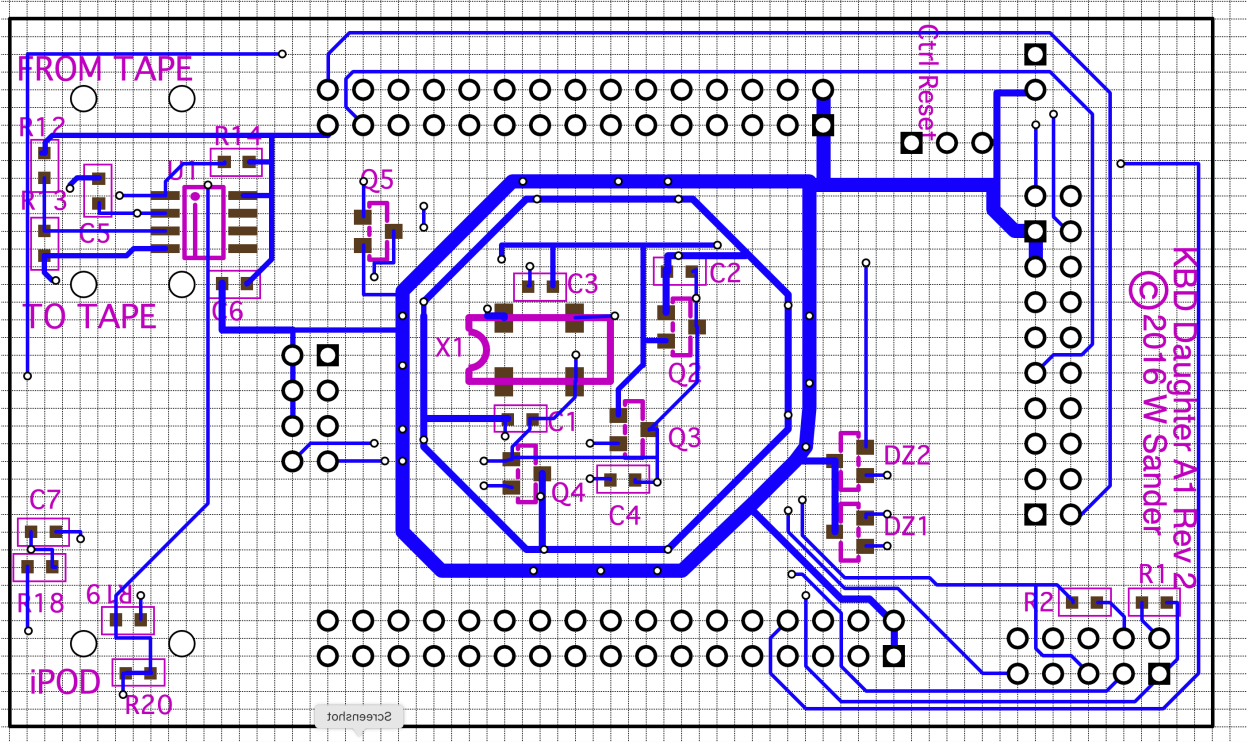 FROM TAPE
Ctrl Reset
R12
R14
U1
R13
Q5
C5
C3
C2
C6
TO TAPE
KBD Daughter A1 Rev 2
©2016 W Sander
X1
Q2
C1
Q3
DZ2
Q4
C4
C7
DZ1
R18
R19
R2
R1
iPOD
R20
Screenshot